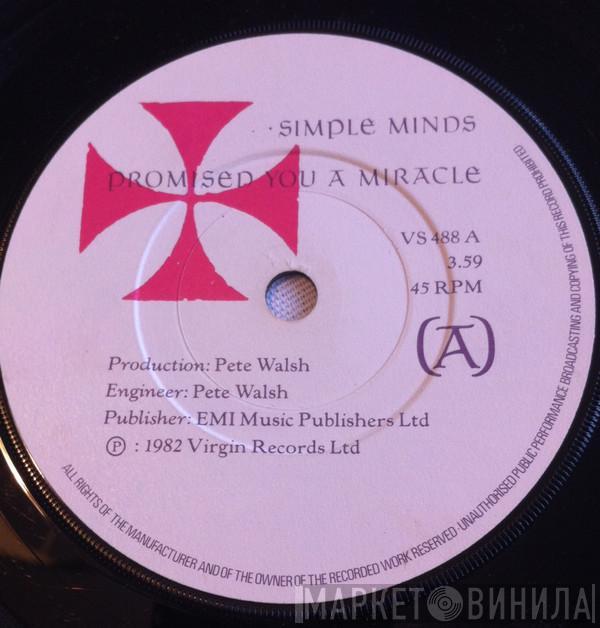 SIMPLE MINDS
PROMISED YOU A MIRACLE
VS 488 A
3.59
45 RPM
(A)
Production: Pete Walsh
Engineer: Pete Walsh
Publisher: EMI Music Publishers Ltd
Ⓟ : 1982 Virgin Records Ltd
ALL RIGHTS OF THE MANUFACTURER AND OF THE OWNER OF THE RECORDED WORK RESERVED · UNAUTHORISED PUBLIC PERFORMANCE BROADCASTING AND COPYING OF THIS RECORD PROHIBITED
МАРКЕТ ВИНИЛА